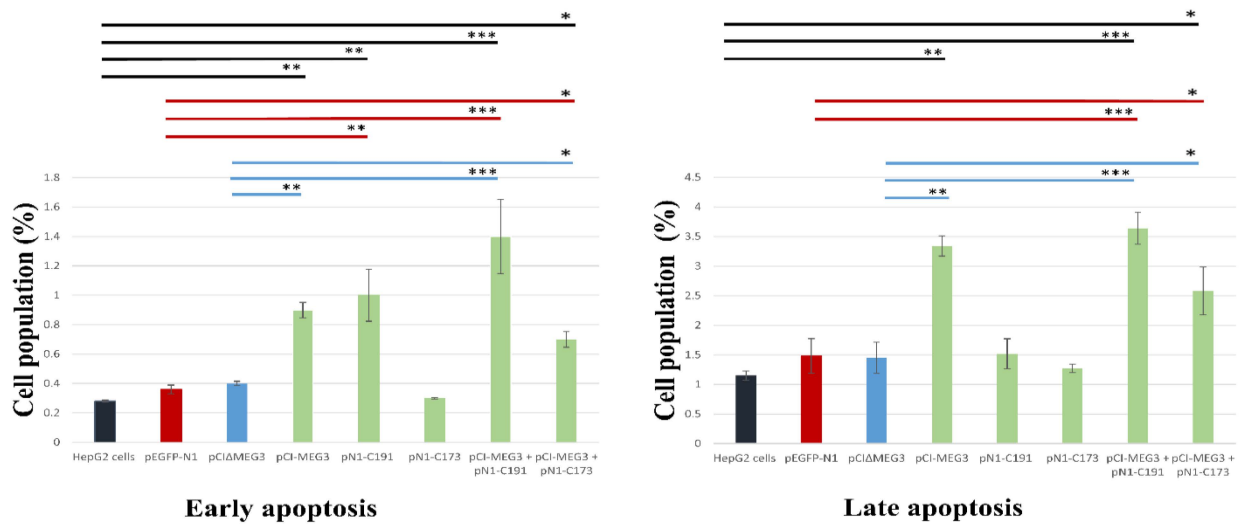 *
***
**
**
*
***
**
*
***
**
Cell population (%)
1.8
1.6
1.4
1.2
1
0.8
0.6
0.4
0.2
0
HepG2 cells
pEGFP-N1
pCIΔMEG3
pCI-MEG3
pN1-C191
pN1-C173
pCI-MEG3 +
pN1-C191
pCI-MEG3 +
pN1-C173
Early apoptosis
*
***
**
*
***
*
***
**
Cell population (%)
4.5
4
3.5
3
2.5
2
1.5
1
0.5
0
HepG2 cells
pEGFP-N1
pCIΔMEG3
pCI-MEG3
pN1-C191
pN1-C173
pCI-MEG3 +
pN1-C191
pCI-MEG3 +
pN1-C173
Late apoptosis